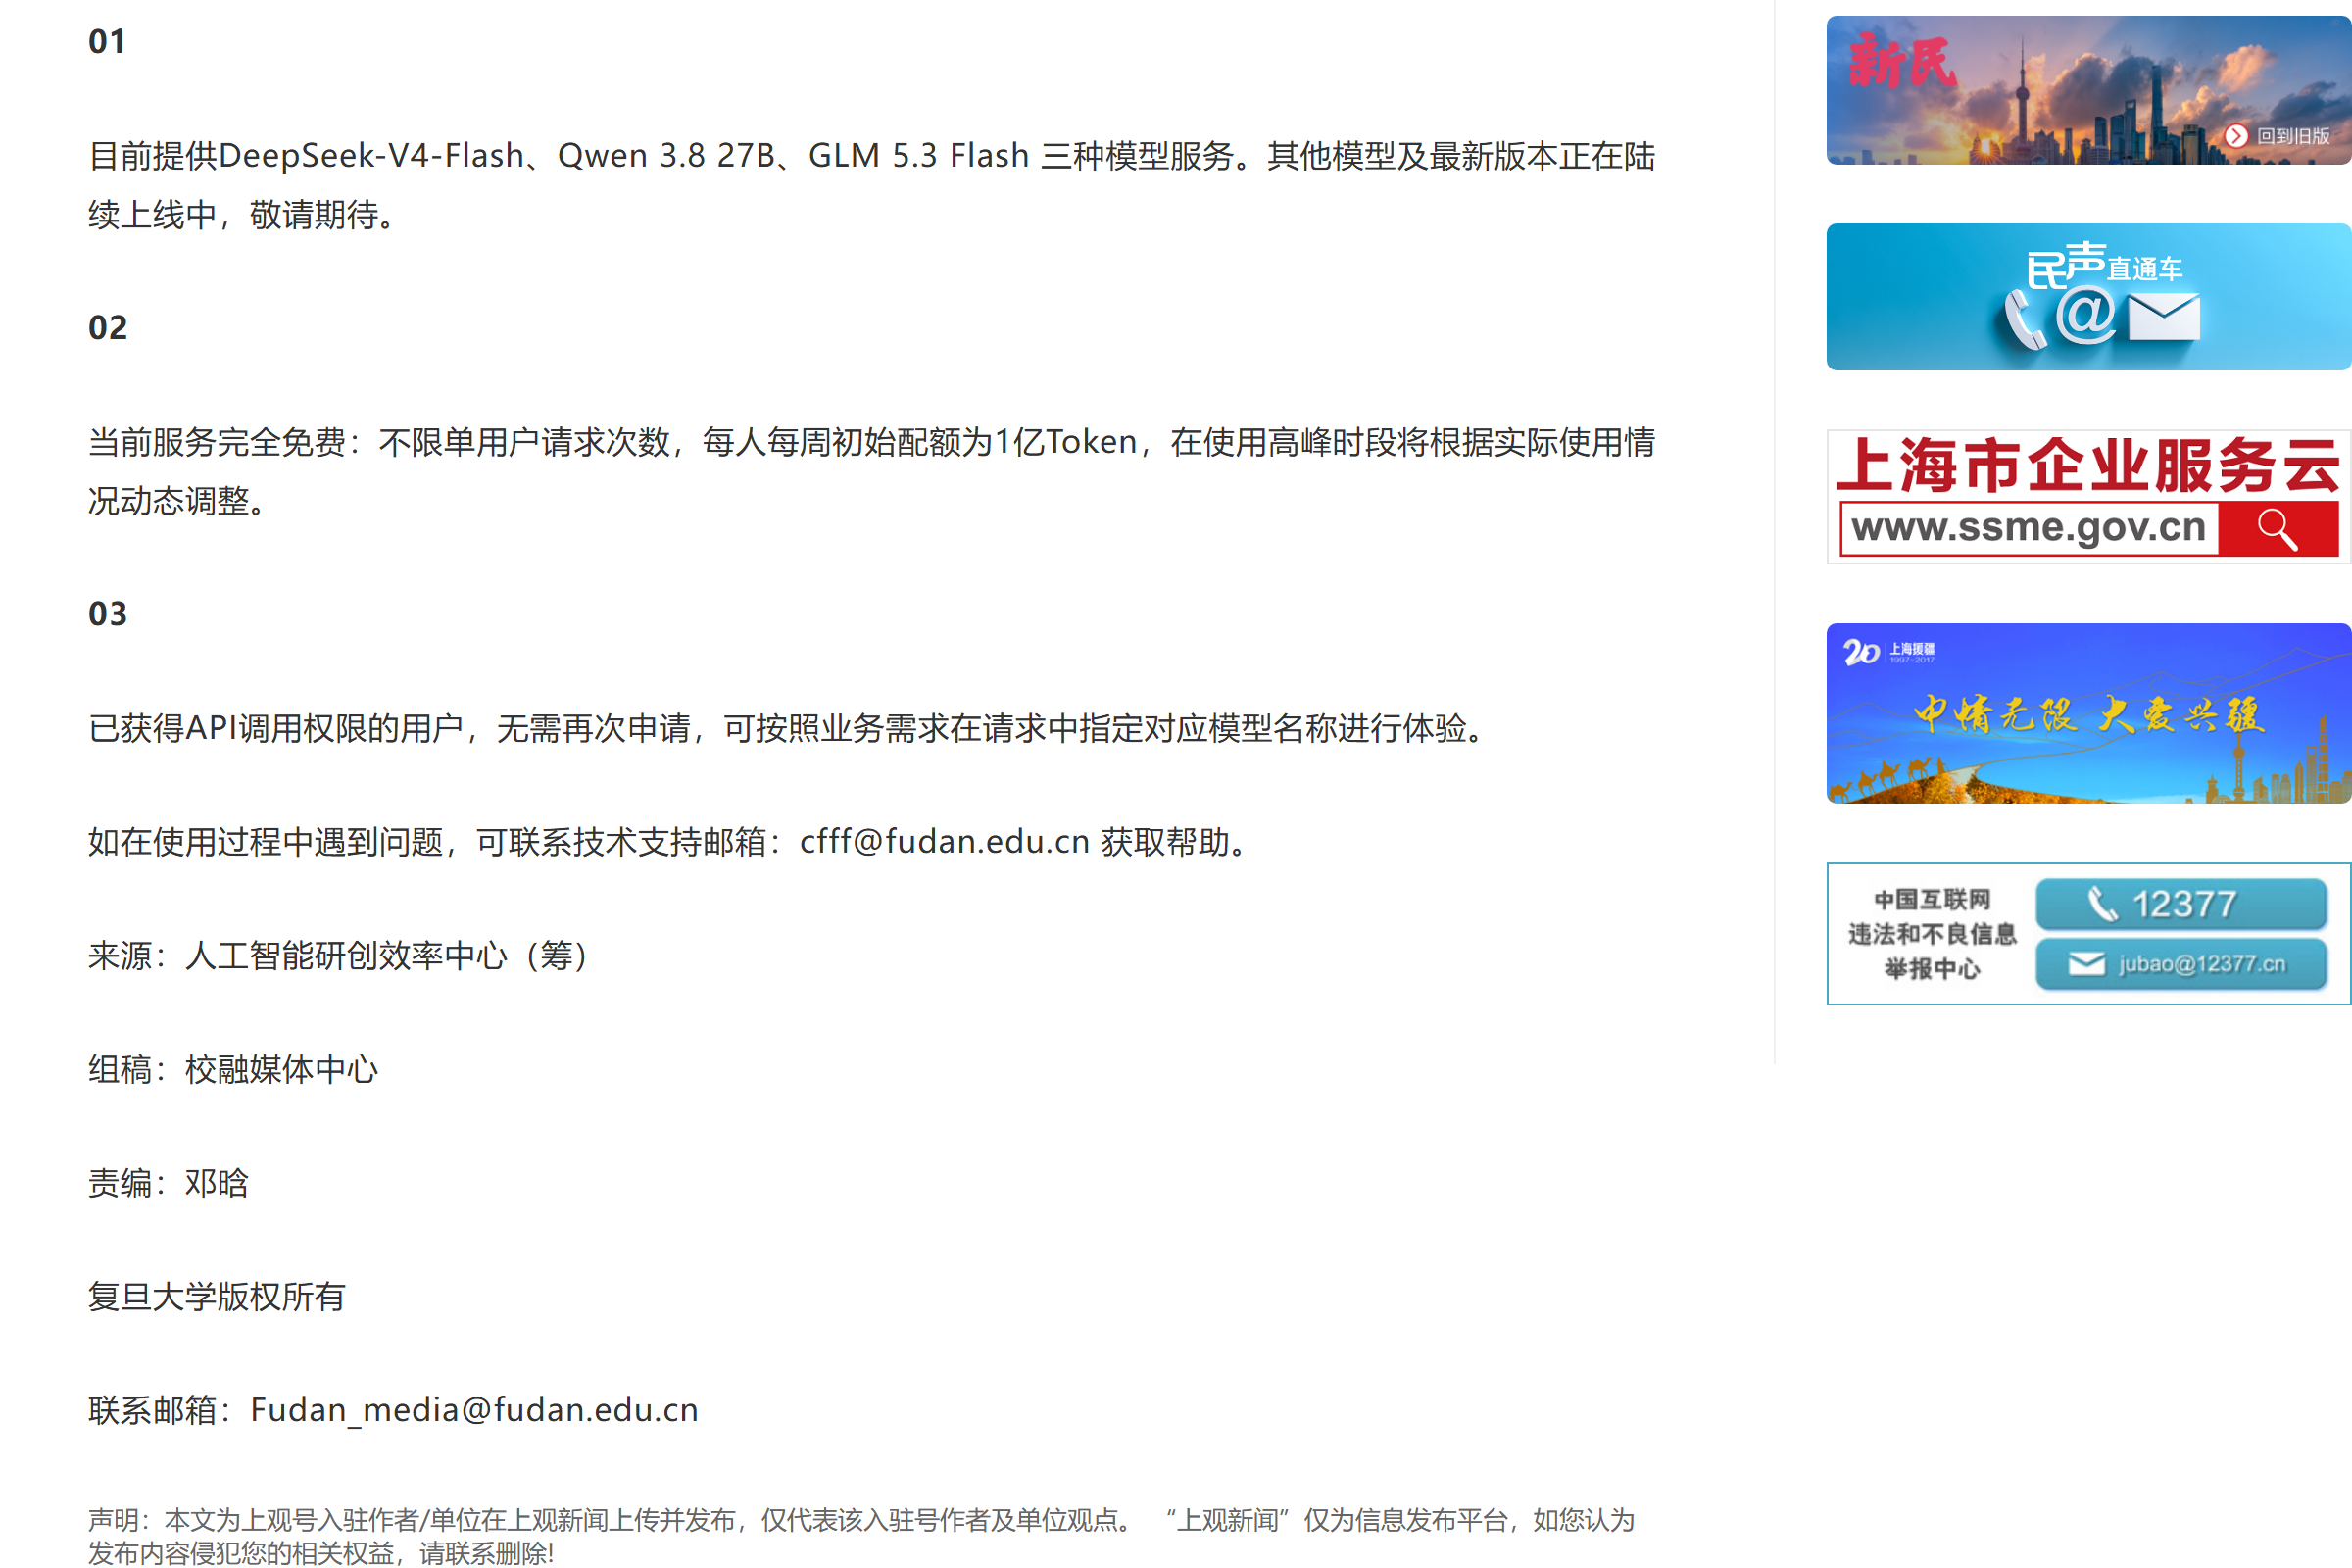 01
目前提供DeepSeek-V4-Flash、Qwen 3.8 27B、GLM 5.3 Flash 三种模型服务。其他模型及最新版本正在陆
续上线中，敬请期待。
02
当前服务完全免费：不限单用户请求次数，每人每周初始配额为1亿Token，在使用高峰时段将根据实际使用情
况动态调整。
03
已获得API调用权限的用户，无需再次申请，可按照业务需求在请求中指定对应模型名称进行体验。
如在使用过程中遇到问题，可联系技术支持邮箱：cfff@fudan.edu.cn 获取帮助。
来源：人工智能研创效率中心（筹）
组稿：校融媒体中心
责编：邓晗
复旦大学版权所有
联系邮箱：Fudan_media@fudan.edu.cn
声明：本文为上观号入驻作者/单位在上观新闻上传并发布，仅代表该入驻号作者及单位观点。 “上观新闻”仅为信息发布平台，如您认为
发布内容侵犯您的相关权益，请联系删除!
新民
回到旧版
民声直通车
@
上海市企业服务云
www.ssme.gov.cn
20 上海援疆
1997-2017
申情无限 大爱兴疆
中国互联网
违法和不良信息
举报中心
12377
jubao@12377.cn